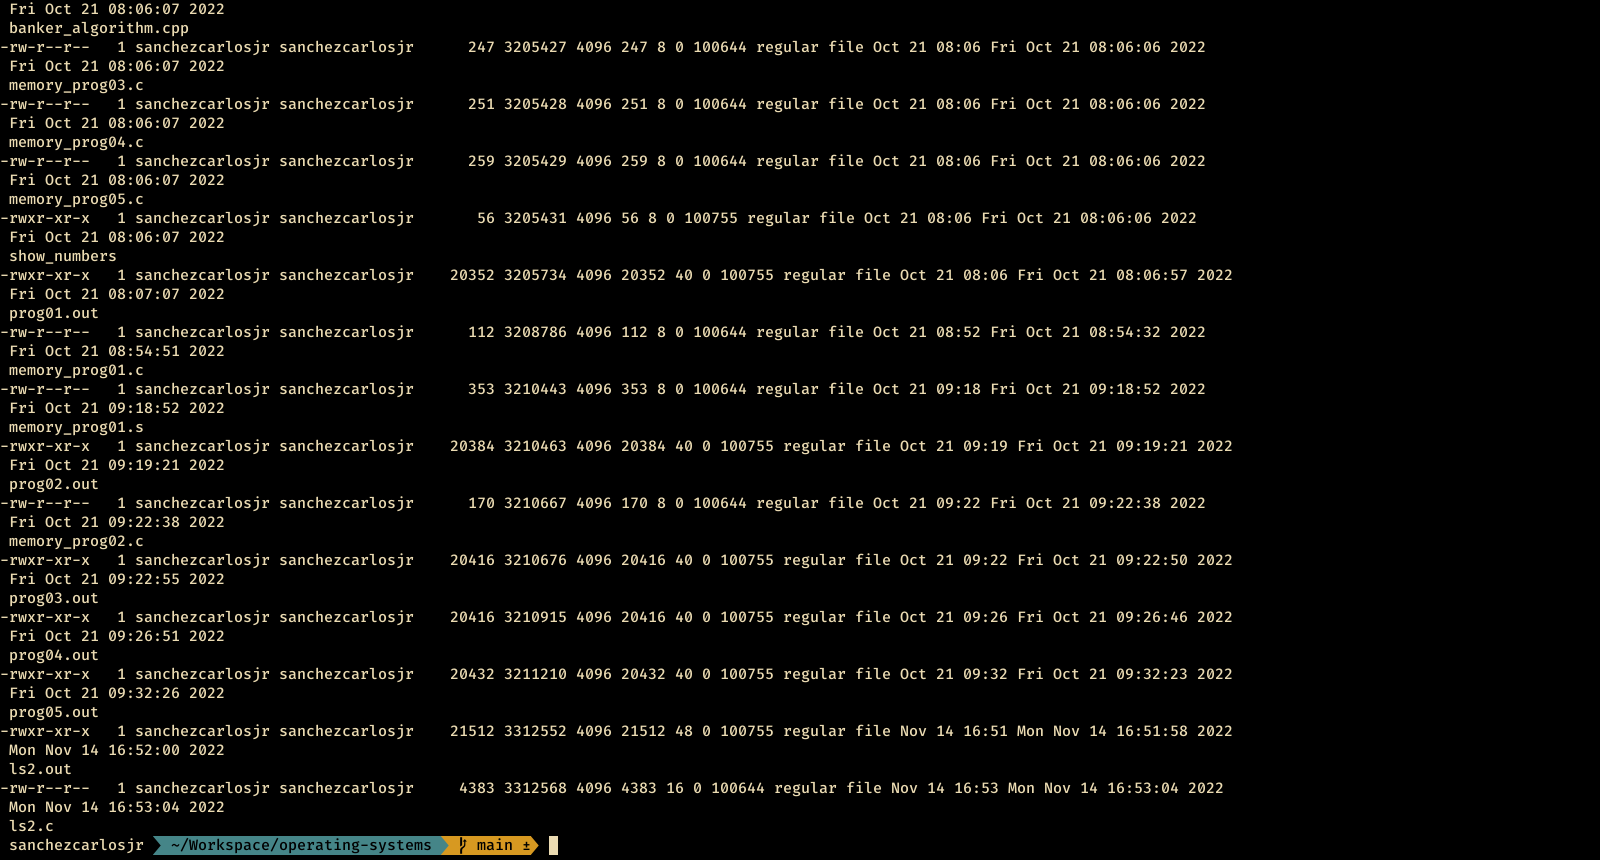 Fri Oct 21 08:06:07 2022
banker_algorithm.cpp
-rw-r--r-- 1 sanchezcarlosjr sanchezcarlosjr 247 3205427 4096 247 8 0 100644 regular file Oct 21 08:06 Fri Oct 21 08:06:06 2022
Fri Oct 21 08:06:07 2022
memory_prog03.c
-rw-r--r-- 1 sanchezcarlosjr sanchezcarlosjr 251 3205428 4096 251 8 0 100644 regular file Oct 21 08:06 Fri Oct 21 08:06:06 2022
Fri Oct 21 08:06:07 2022
memory_prog04.c
-rw-r--r-- 1 sanchezcarlosjr sanchezcarlosjr 259 3205429 4096 259 8 0 100644 regular file Oct 21 08:06 Fri Oct 21 08:06:06 2022
Fri Oct 21 08:06:07 2022
memory_prog05.c
-rwxr-xr-x 1 sanchezcarlosjr sanchezcarlosjr 56 3205431 4096 56 8 0 100755 regular file Oct 21 08:06 Fri Oct 21 08:06:06 2022
Fri Oct 21 08:06:07 2022
show_numbers
-rwxr-xr-x 1 sanchezcarlosjr sanchezcarlosjr 20352 3205734 4096 20352 40 0 100755 regular file Oct 21 08:06 Fri Oct 21 08:06:57 2022
Fri Oct 21 08:07:07 2022
prog01.out
-rw-r--r-- 1 sanchezcarlosjr sanchezcarlosjr 112 3208786 4096 112 8 0 100644 regular file Oct 21 08:52 Fri Oct 21 08:54:32 2022
Fri Oct 21 08:54:51 2022
memory_prog01.c
-rw-r--r-- 1 sanchezcarlosjr sanchezcarlosjr 353 3210443 4096 353 8 0 100644 regular file Oct 21 09:18 Fri Oct 21 09:18:52 2022
Fri Oct 21 09:18:52 2022
memory_prog01.s
-rwxr-xr-x 1 sanchezcarlosjr sanchezcarlosjr 20384 3210463 4096 20384 40 0 100755 regular file Oct 21 09:19 Fri Oct 21 09:19:21 2022
Fri Oct 21 09:19:21 2022
prog02.out
-rw-r--r-- 1 sanchezcarlosjr sanchezcarlosjr 170 3210667 4096 170 8 0 100644 regular file Oct 21 09:22 Fri Oct 21 09:22:38 2022
Fri Oct 21 09:22:38 2022
memory_prog02.c
-rwxr-xr-x 1 sanchezcarlosjr sanchezcarlosjr 20416 3210676 4096 20416 40 0 100755 regular file Oct 21 09:22 Fri Oct 21 09:22:50 2022
Fri Oct 21 09:22:55 2022
prog03.out
-rwxr-xr-x 1 sanchezcarlosjr sanchezcarlosjr 20416 3210915 4096 20416 40 0 100755 regular file Oct 21 09:26 Fri Oct 21 09:26:46 2022
Fri Oct 21 09:26:51 2022
prog04.out
-rwxr-xr-x 1 sanchezcarlosjr sanchezcarlosjr 20432 3211210 4096 20432 40 0 100755 regular file Oct 21 09:32 Fri Oct 21 09:32:23 2022
Fri Oct 21 09:32:26 2022
prog05.out
-rwxr-xr-x 1 sanchezcarlosjr sanchezcarlosjr 21512 3312552 4096 21512 48 0 100755 regular file Nov 14 16:51 Mon Nov 14 16:51:58 2022
Mon Nov 14 16:52:00 2022
ls2.out
-rw-r--r-- 1 sanchezcarlosjr sanchezcarlosjr 4383 3312568 4096 4383 16 0 100644 regular file Nov 14 16:53 Mon Nov 14 16:53:04 2022
Mon Nov 14 16:53:04 2022
ls2.c
sanchezcarlosjr ~/Workspace/operating-systems main ±